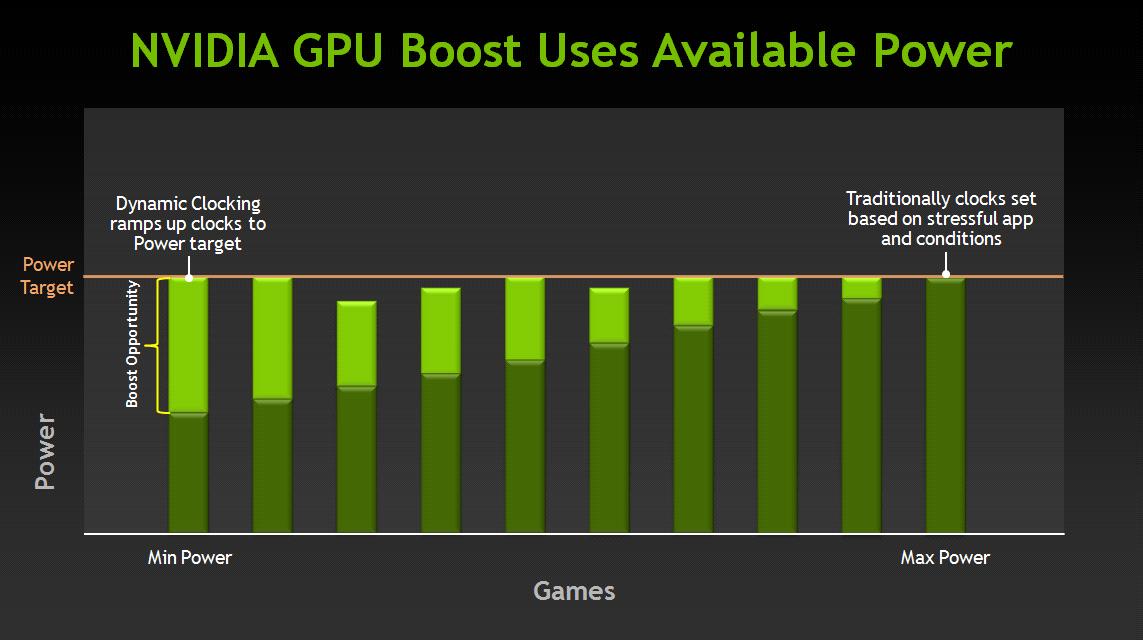 NVIDIA GPU Boost Uses Available Power
Dynamic Clocking
ramps up clocks to
Power target
Traditionally clocks set
based on stressful app
and conditions
Power
Target
Boost Opportunity
Power
Min Power
Max Power
Games